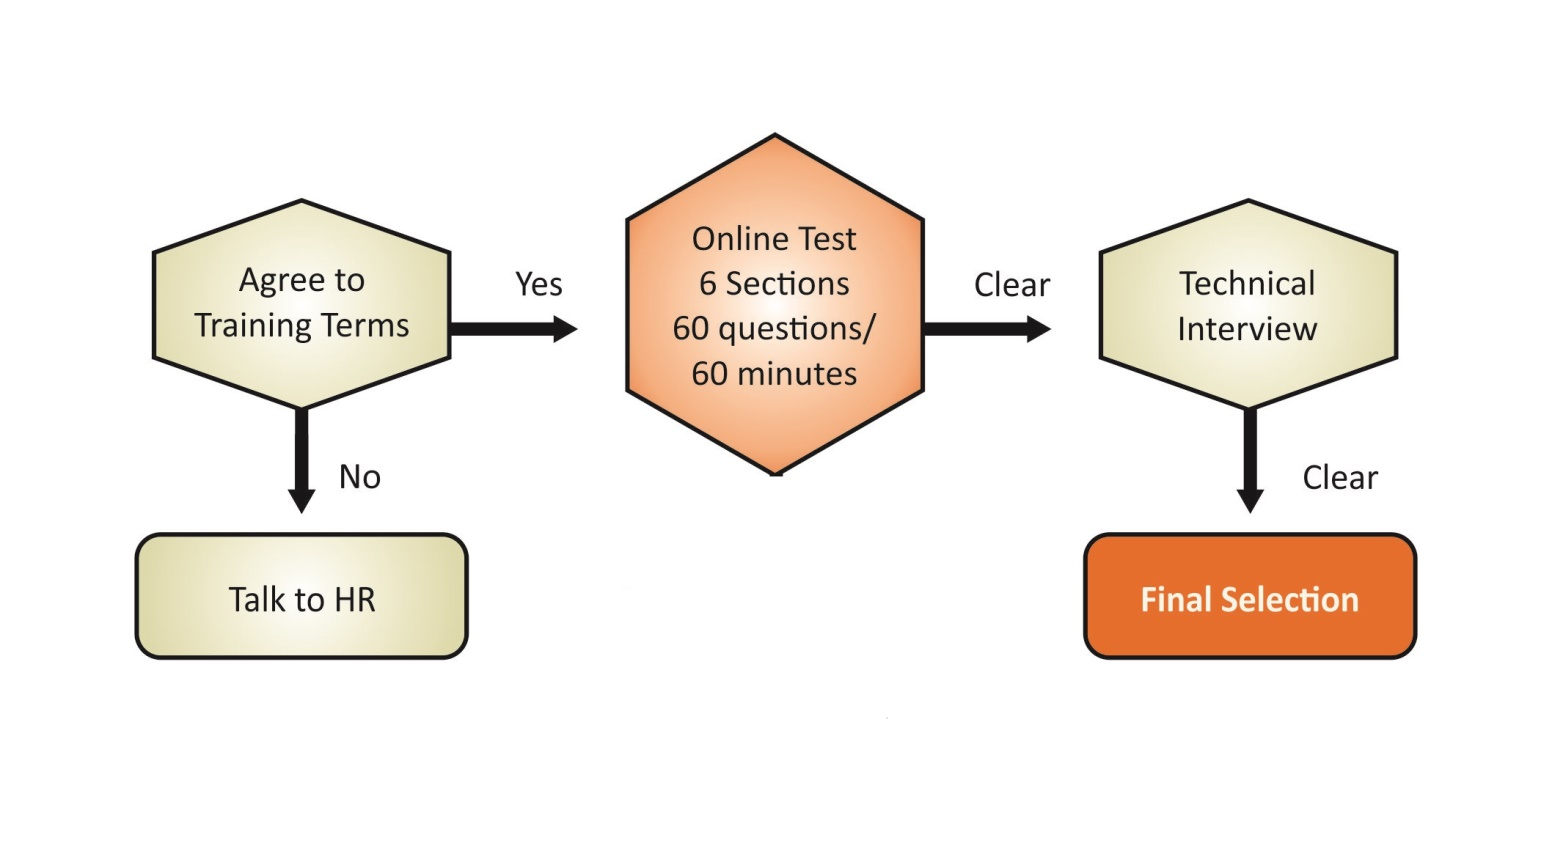 Agree to
Training Terms
Yes
No
Talk to HR
Online Test
6 Sections
60 questions/
60 minutes
Clear
Technical
Interview
Clear
Final Selection